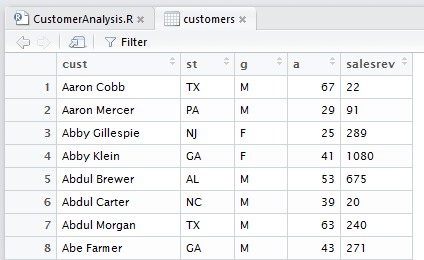 CustomerAnalysis.R customers
Filter
cust st g a salesrev
1 Aaron Cobb TX M 67 22
2 Aaron Mercer PA M 29 91
3 Abby Gillespie NJ F 25 289
4 Abby Klein GA F 41 1080
5 Abdul Brewer AL M 53 675
6 Abdul Carter NC M 39 20
7 Abdul Morgan TX M 63 240
8 Abe Farmer GA M 43 271